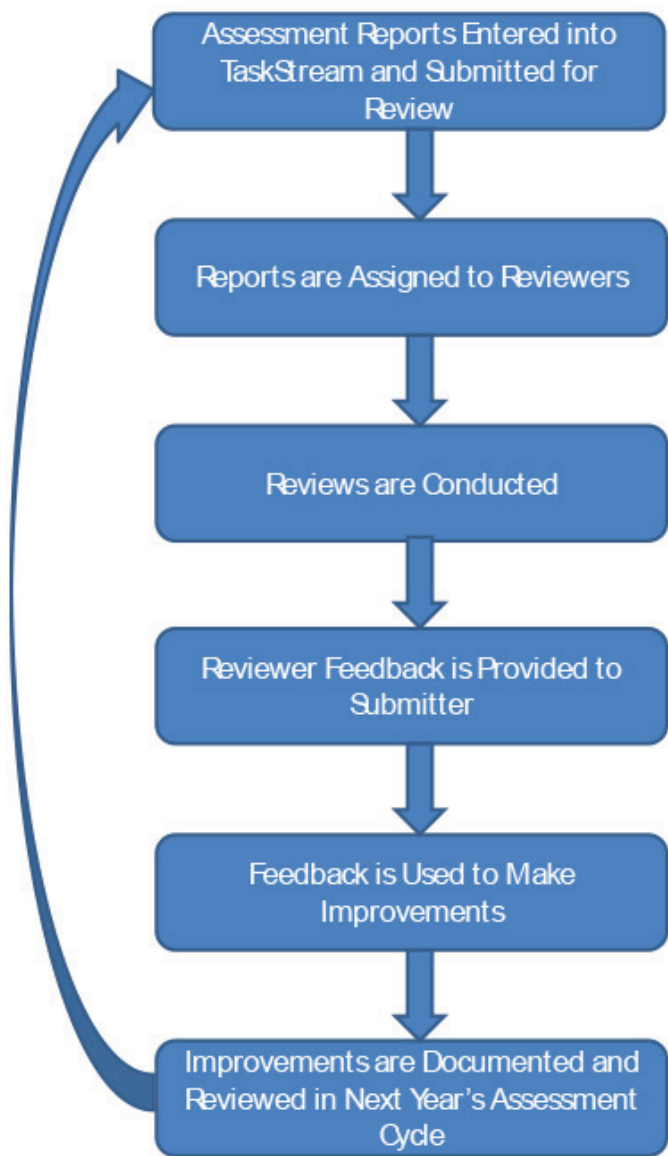 Assessment Reports Entered into
TaskStream and Submitted for
Review
Reports are Assigned to Reviewers
Reviews are Conducted
Reviewer Feedback is Provided to
Submitter
Feedback is Used to Make
Improvements
Improvements are Documented and
Reviewed in Next Year’s Assessment
Cycle